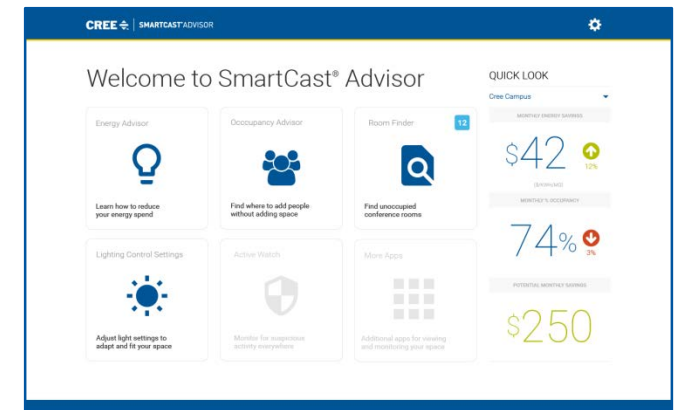 CREE SMARTCAST® ADVISOR
Welcome to SmartCast® Advisor
Energy Advisor
Learn how to reduce
your energy spend
Occcupancy Advisor
Find where to add people
without adding space
Room Finder
12
Find unoccupied
conference rooms
Lighting Control Settings
Adjust light settings to
adapt and fit your space
Active Watch
Monitor for suspicious
activity everywhere
More Apps
Additional apps for viewing
and monitoring your space
QUICK LOOK
Cree Campus
MONTHLY ENERGY SAVINGS
$42
12%
MONTHLY % OCCUPANCY
74%
3%
POTENTIAL MONTHLY SAVINGS
$250